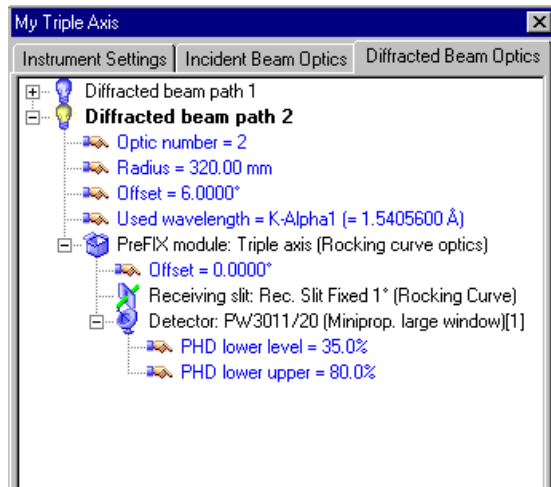 My Triple Axis
Instrument Settings Incident Beam Optics Diffracted Beam Optics
Diffracted beam path 1
Diffracted beam path 2
Optic number = 2
Radius = 320.00 mm
Offset = 6.0000°
Used wavelength = K-Alpha1 (= 1.5405600 Å)
PreFIX module: Triple axis (Rocking curve optics)
Offset = 0.0000°
Receiving slit: Rec. Slit Fixed 1° (Rocking Curve)
Detector: PW3011/20 (Miniprop. large window)[1]
PHD lower level = 35.0%
PHD lower upper = 80.0%